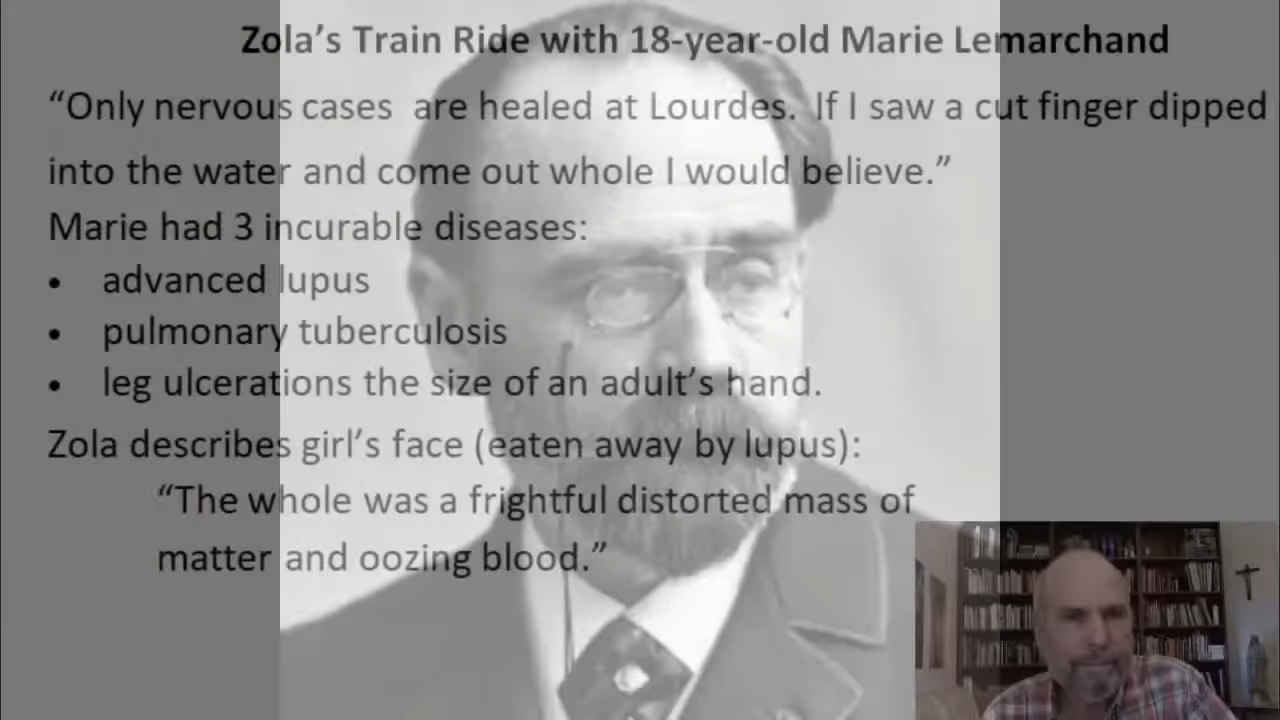 Zola’s Train Ride with 18-year-old Marie Lemarchand
“Only nervous cases are healed at Lourdes. If I saw a cut finger dipped
into the water and come out whole I would believe.”
Marie had 3 incurable diseases:
• advanced lupus
• pulmonary tuberculosis
• leg ulcerations the size of an adult’s hand.
Zola describes girl’s face (eaten away by lupus):
“The whole was a frightful distorted mass of
matter and oozing blood.”